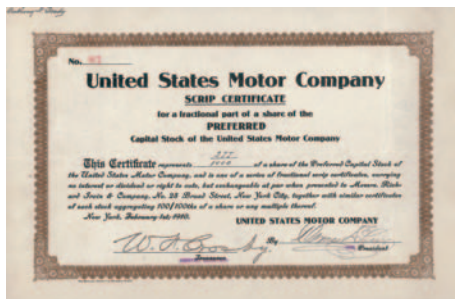 No.
United States Motor Company
SCRIP CERTIFICATE
for a fractional part of a share of the
PREFERRED
Capital Stock of the United States Motor Company
This Certificate represents of a share of the Preferred Capital Stock of
the United States Motor Company, and is one of a series of fractional scrip certificates, carrying
no interest or dividend or right to vote, but exchangeable at par when presented to Messrs.
& Company, No. 25 Broad Street, New York City, together with similar certificates
of such stock aggregating 100/100ths of a share or any multiple thereof.
New York, February 1st 1910.
UNITED STATES MOTOR COMPANY
By
W. F. Crosby
Treasurer
President